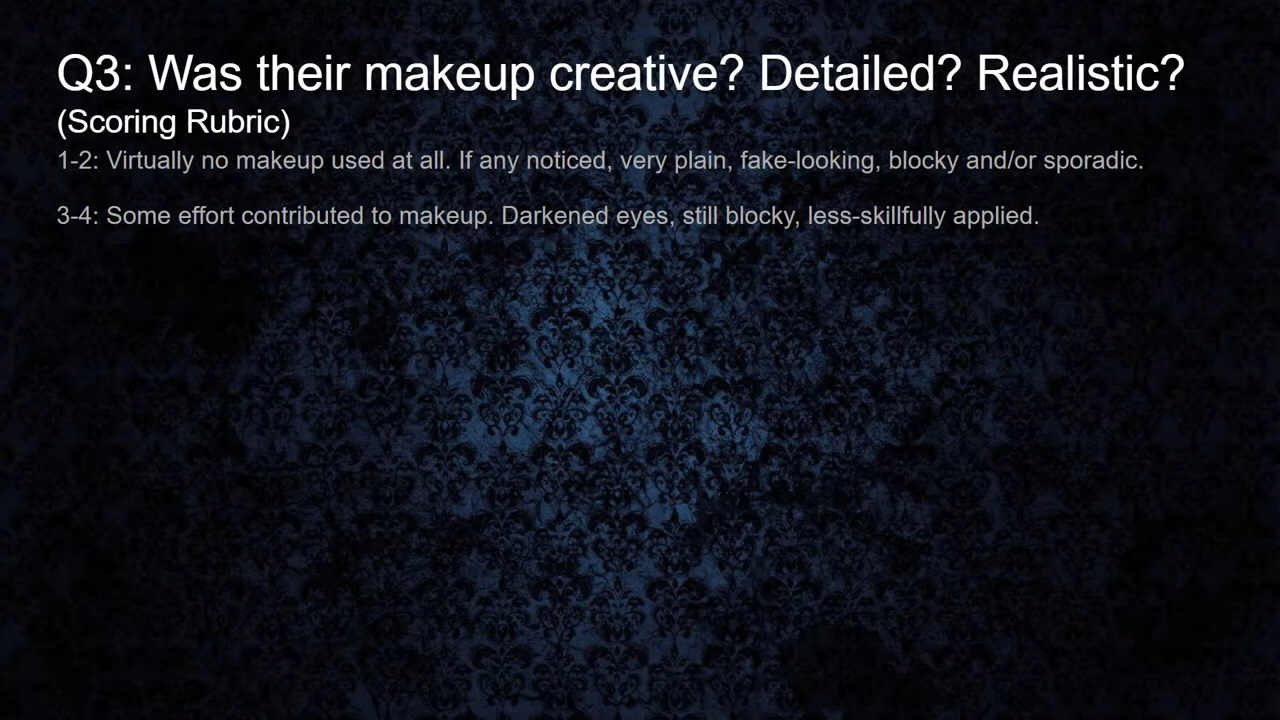 Q3: Was their makeup creative? Detailed? Realistic?
(Scoring Rubric)
1-2: Virtually no makeup used at all. If any noticed, very plain, fake-looking, blocky and/or sporadic.
3-4: Some effort contributed to makeup. Darkened eyes, still blocky, less-skillfully applied.